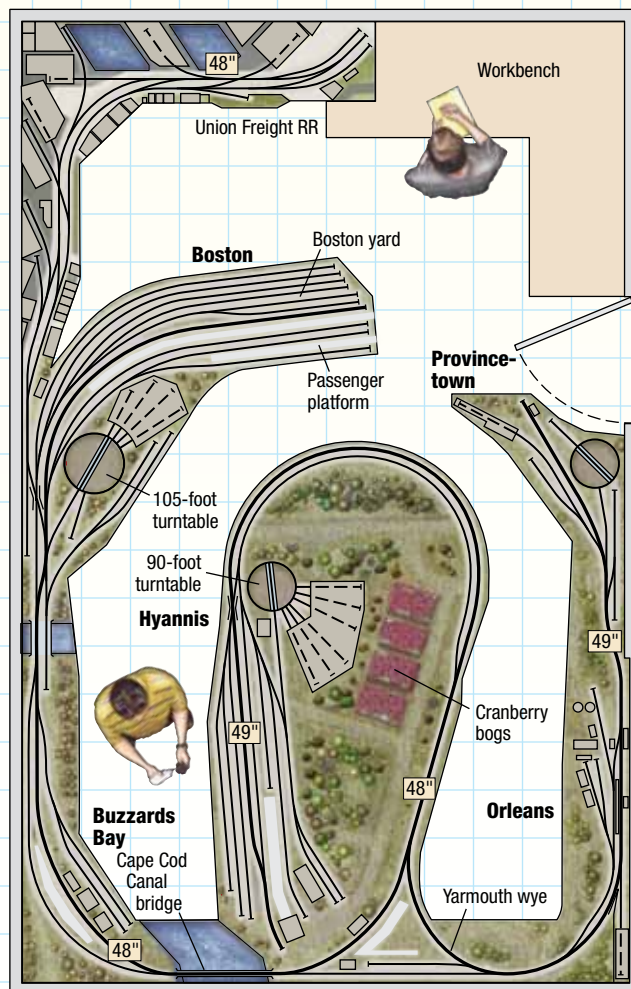 48"
Workbench
Union Freight RR
Boston
Boston yard
Province-
town
Passenger
platform
105-foot
turntable
90-foot
turntable
Hyannis
49"
49"
Cranberry
bogs
48"
Buzzards
Bay
Orleans
Cape Cod
Canal
bridge
Yarmouth wye
48"